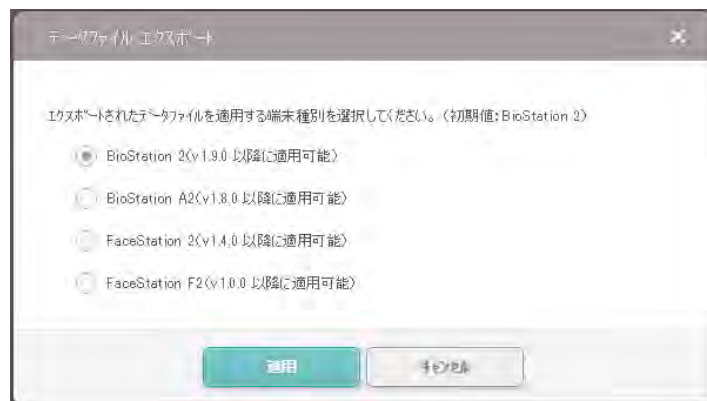 データファイル エクスポート
エクスポートされたデータファイルを適用する端末種別を選択してください。(初期値:BioStation 2)
BioStation 2(v1.9.0 以降に適用可能)
BioStation A2(v1.8.0 以降に適用可能)
FaceStation 2(v1.4.0 以降に適用可能)
FaceStation F2(v1.0.0 以降に適用可能)
適用 キャンセル